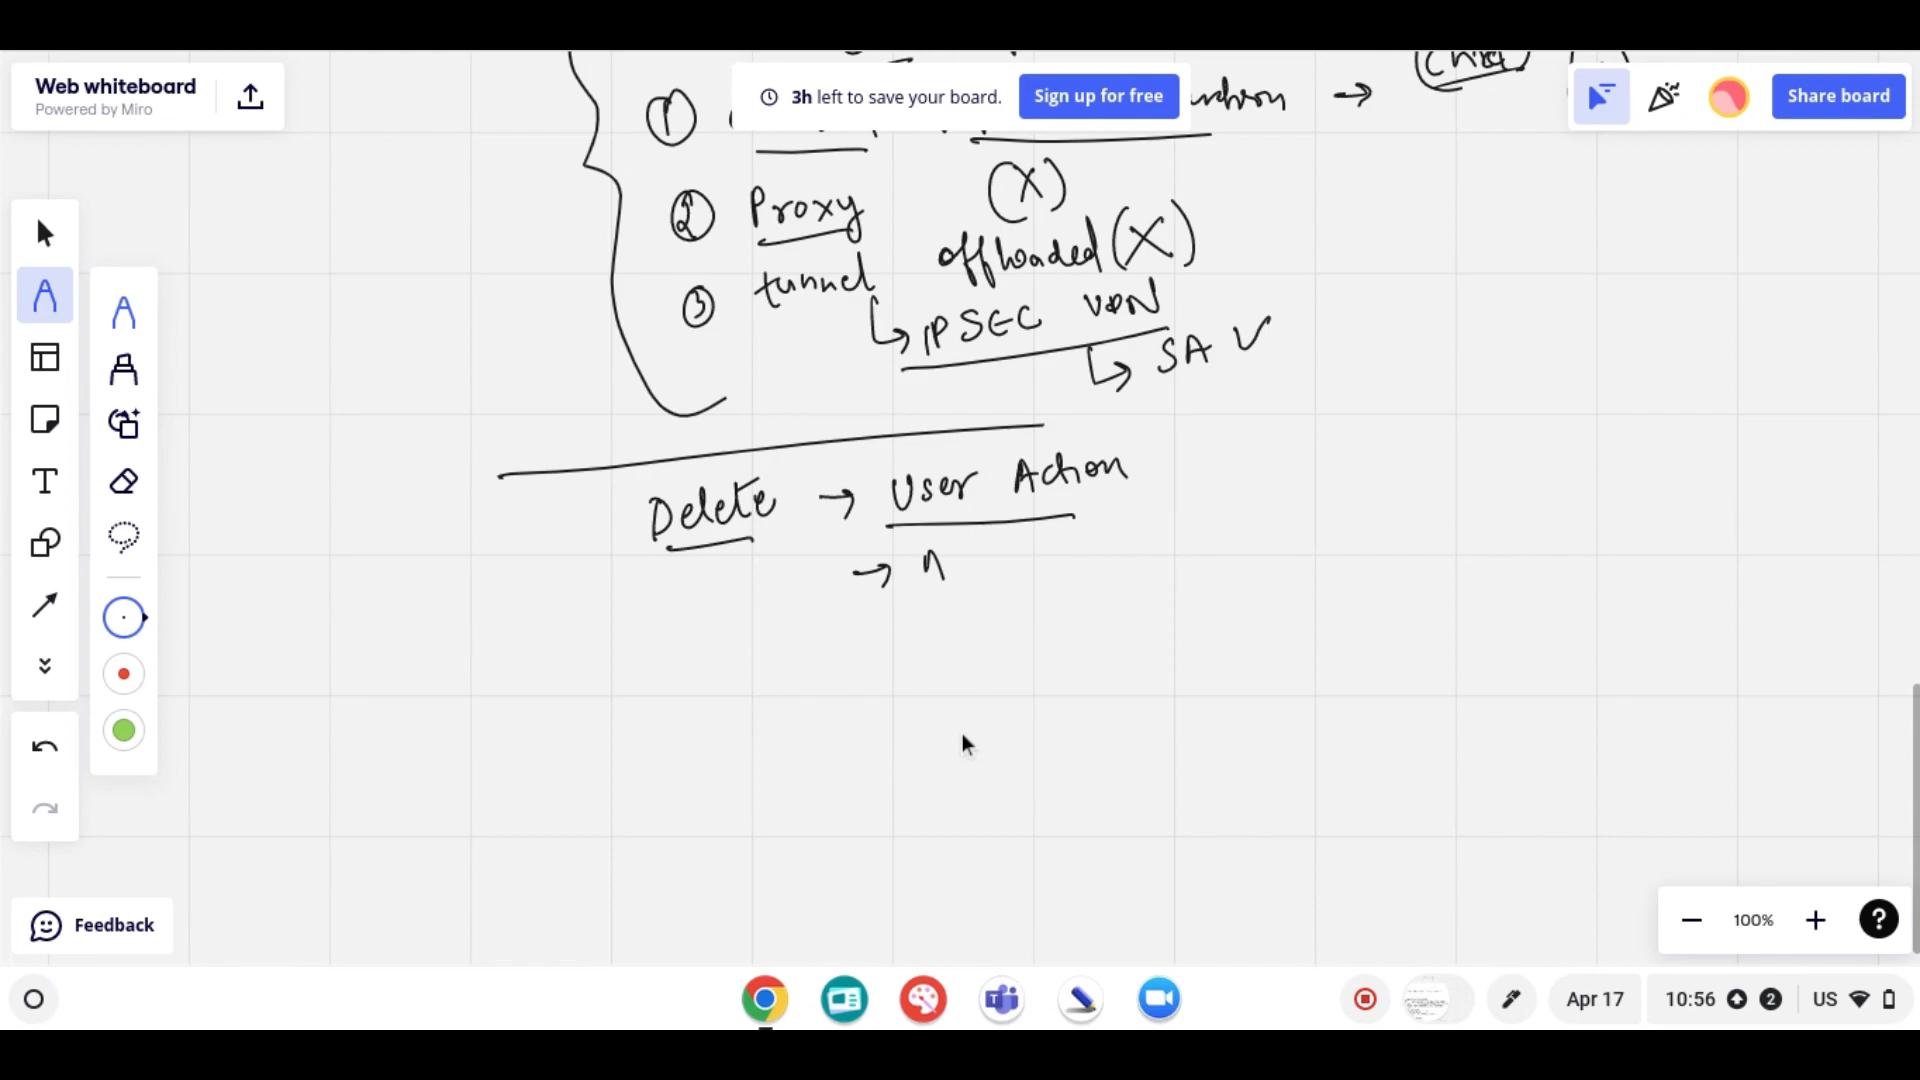 Web whiteboard
Powered by Miro
3h left to save your board.
Sign up for free
Share board
① →
② Proxy (X)
offloaded (X)
③ tunnel
↳ IPSEC VPN
↳ SA ✓
Delete → User Action
→ n
T
Feedback
100%
?
Apr 17
10:56
2
US